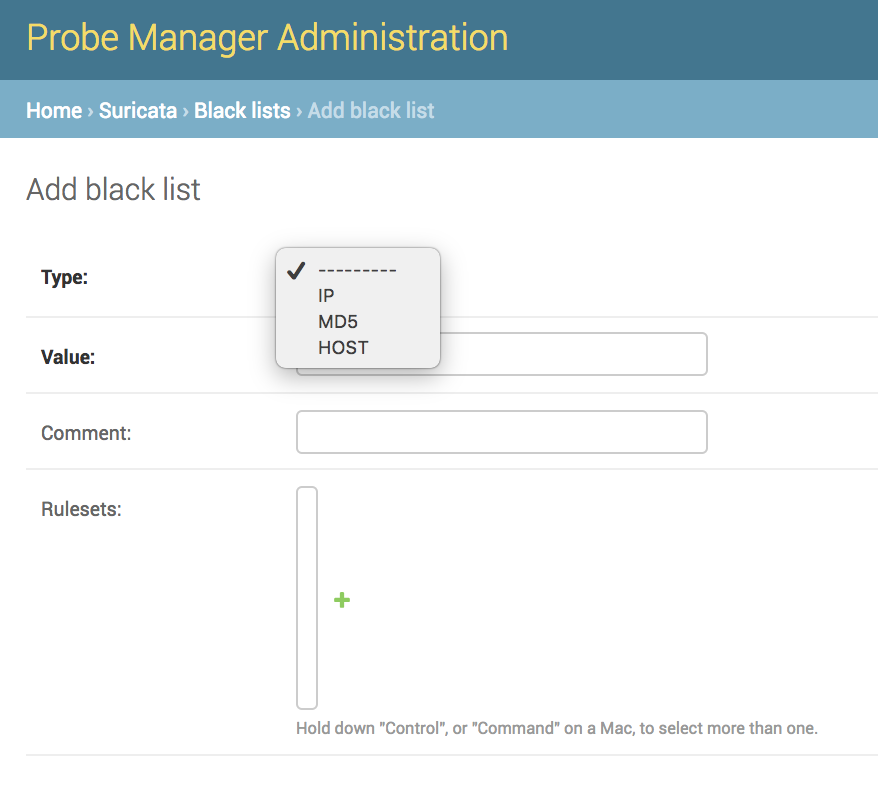 Probe Manager Administration
Home › Suricata › Black lists › Add black list
Add black list
Type:
---------
IP
MD5
HOST
Value:
Comment:
Rulesets:
Hold down "Control", or "Command" on a Mac, to select more than one.